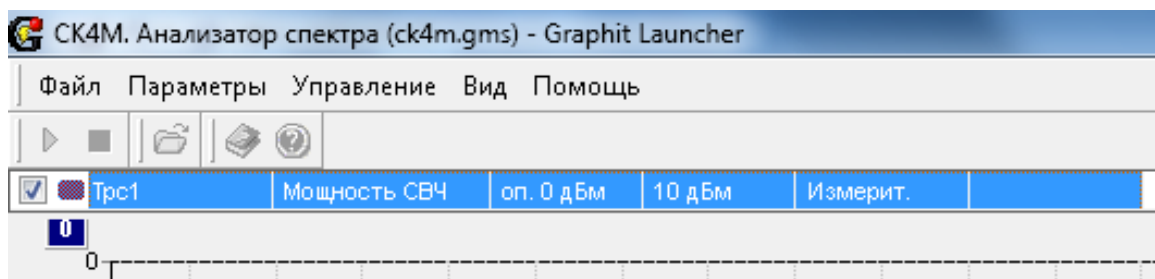 СК4М. Анализатор спектра (ck4m.gms) - Graphit Launcher
Файл Параметры Управление Вид Помощь
Трс1 Мощность СВЧ оп. 0 дБм 10 дБм Измерит.
0
0